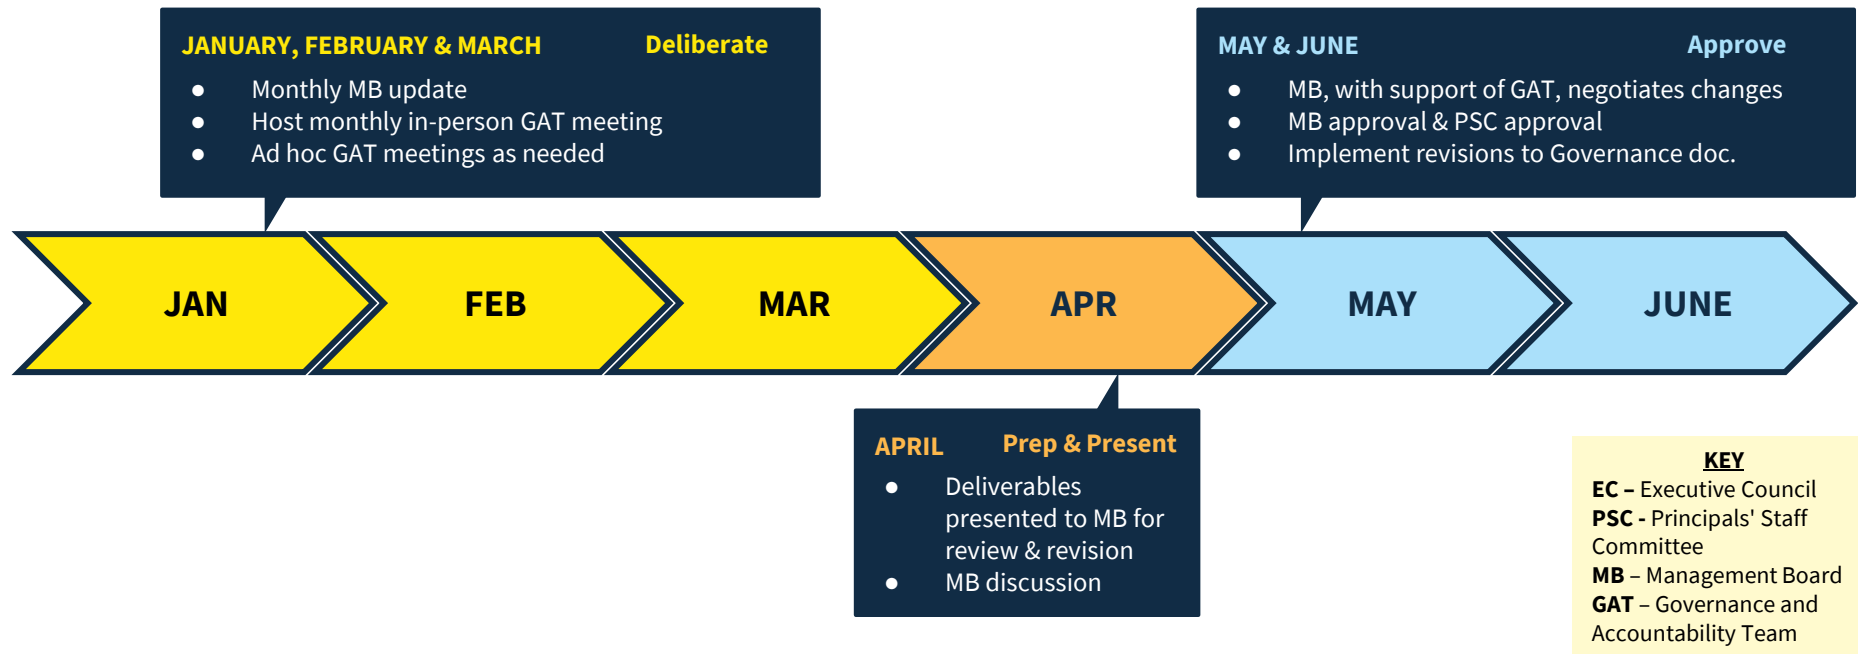 JANUARY, FEBRUARY & MARCH Deliberate
● Monthly MB update
● Host monthly in-person GAT meeting
● Ad hoc GAT meetings as needed
MAY & JUNE Approve
● MB, with support of GAT, negotiates changes
● MB approval & PSC approval
● Implement revisions to Governance doc.
JAN
FEB
MAR
APR
MAY
JUNE
APRIL Prep & Present
● Deliverables
presented to MB for
review & revision
● MB discussion
KEY
EC – Executive Council
PSC - Principals' Staff
Committee
MB – Management Board
GAT – Governance and
Accountability Team